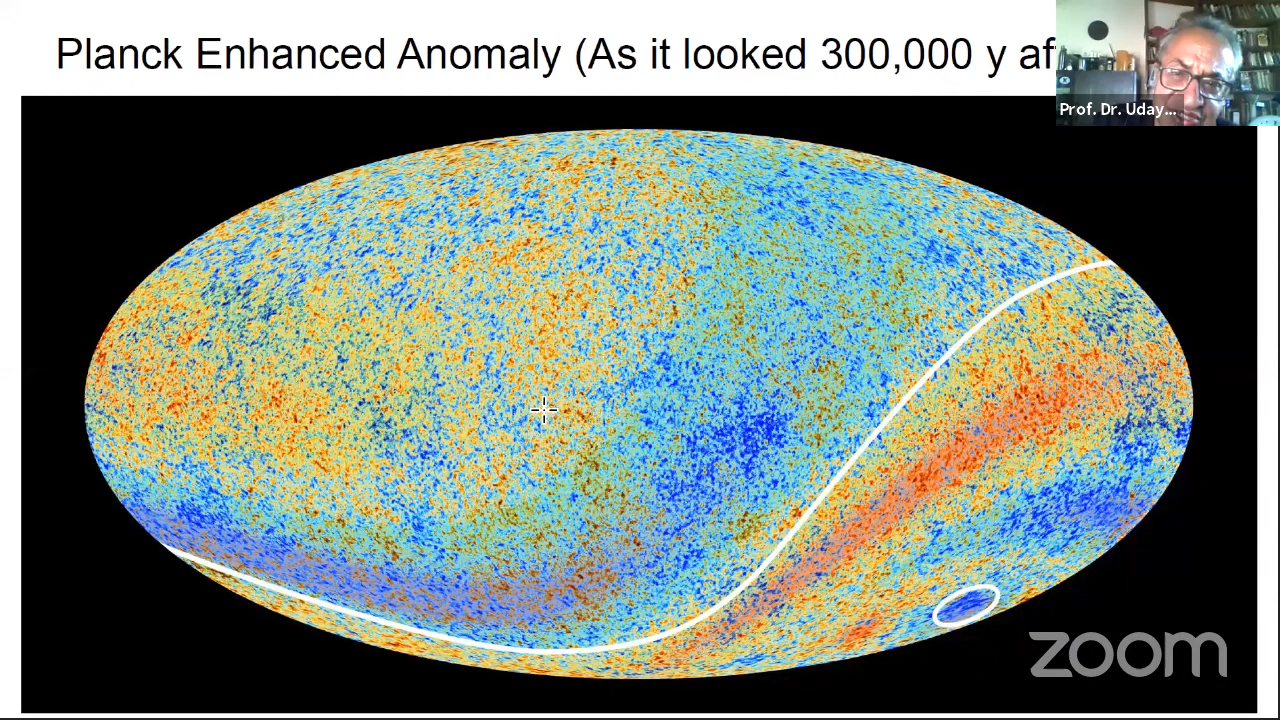 Planck Enhanced Anomaly (As it looked 300,000 y af
Prof. Dr. Uday...
zoom